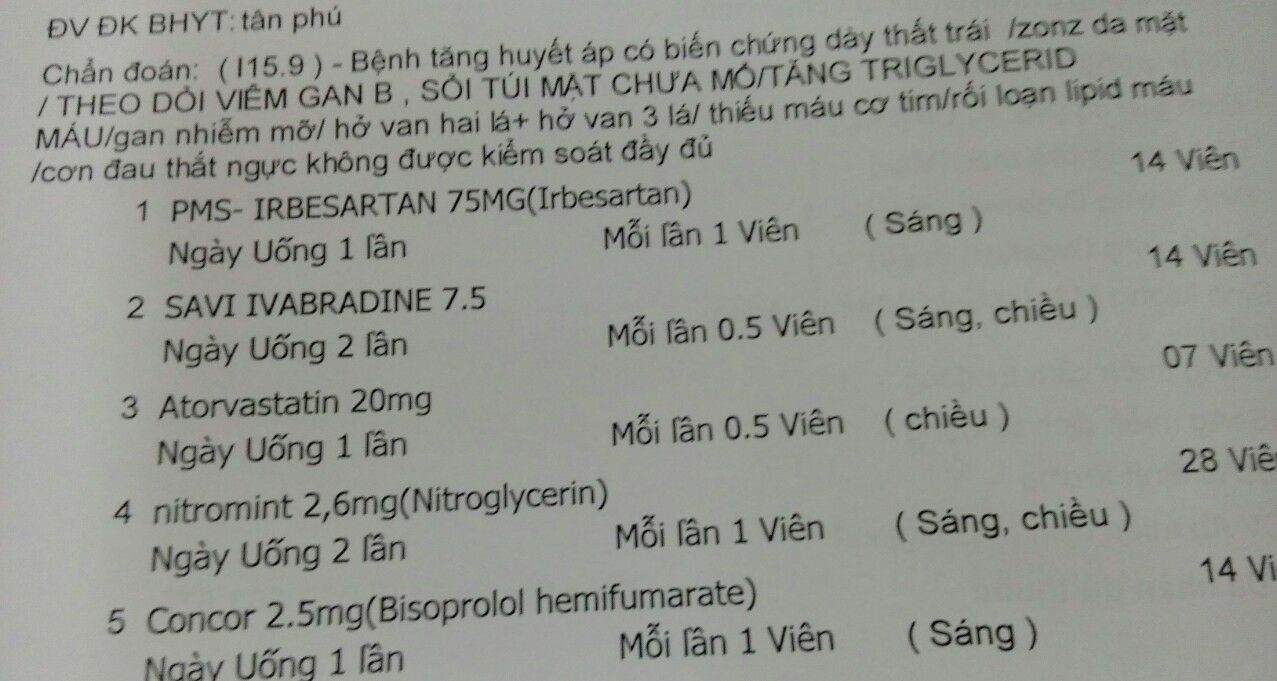 ĐV ĐK BHYT: tân phú
Chẩn đoán: ( I15.9 ) - Bệnh tăng huyết áp có biến chứng dày thất trái /zonz da mặt
/ THEO DÕI VIÊM GAN B , SỎI TÚI MẬT CHƯA MỔ/TĂNG TRIGLYCERID
MÁU/gan nhiễm mỡ/ hở van hai lá+ hở van 3 lá/ thiếu máu cơ tim/rối loạn lipid máu
/cơn đau thắt ngực không được kiểm soát đầy đủ
1 PMS- IRBESARTAN 75MG(Irbesartan) 14 Viên
Ngày Uống 1 lần Mỗi lần 1 Viên ( Sáng )
2 SAVI IVABRADINE 7.5 14 Viên
Ngày Uống 2 lần Mỗi lần 0.5 Viên ( Sáng, chiều )
3 Atorvastatin 20mg 07 Viên
Ngày Uống 1 lần Mỗi lần 0.5 Viên ( chiều )
4 nitromint 2,6mg(Nitroglycerin) 28 Viê
Ngày Uống 2 lần Mỗi lần 1 Viên ( Sáng, chiều )
5 Concor 2.5mg(Bisoprolol hemifumarate) 14 Vi
Ngày Uống 1 lần Mỗi lần 1 Viên ( Sáng )